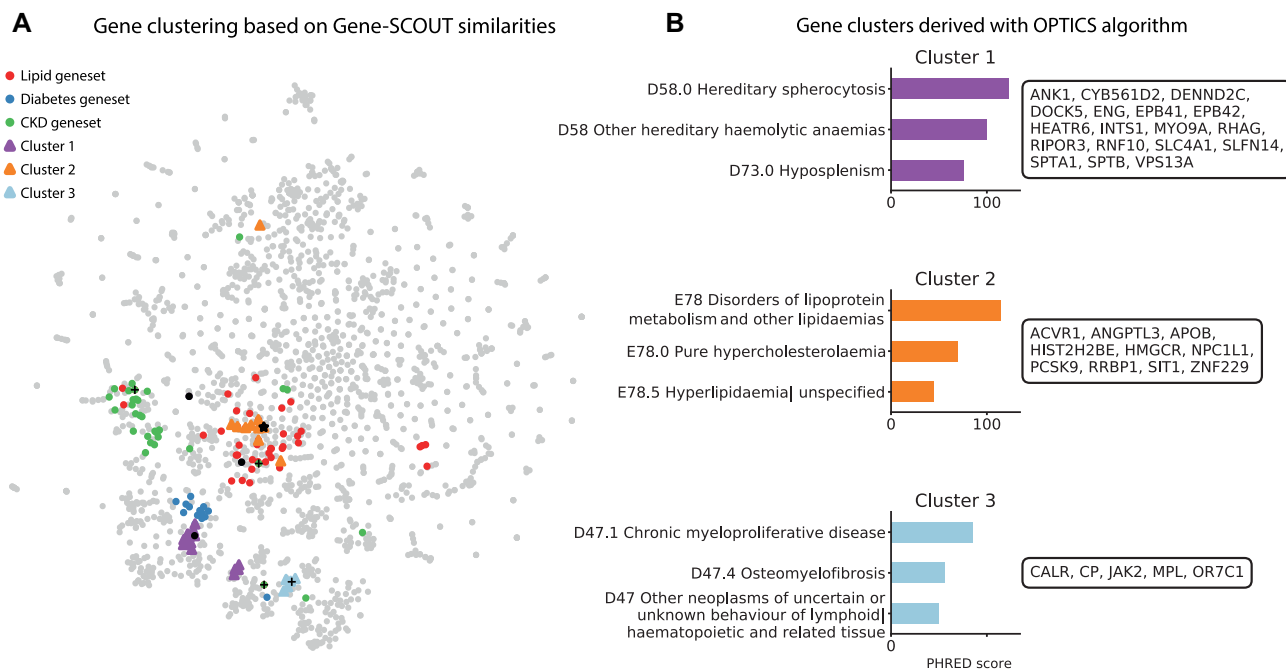 A
Gene clustering based on Gene-SCOUT similarities
Lipid geneset
Diabetes geneset
CKD geneset
Cluster 1
Cluster 2
Cluster 3
B
Gene clusters derived with OPTICS algorithm
Cluster 1
D58.0 Hereditary spherocytosis
D58 Other hereditary haemolytic anaemias
D73.0 Hyposplenism
0
100
ANK1, CYB561D2, DENND2C,
DOCK5, ENG, EPB41, EPB42,
HEATR6, INTS1, MYO9A, RHAG,
RIPOR3, RNF10, SLC4A1, SLFN14,
SPTA1, SPTB, VPS13A
Cluster 2
E78 Disorders of lipoprotein
metabolism and other lipidaemias
E78.0 Pure hypercholesterolaemia
E78.5 Hyperlipidaemia| unspecified
0
100
ACVR1, ANGPTL3, APOB,
HIST2H2BE, HMGCR, NPC1L1,
PCSK9, RRBP1, SIT1, ZNF229
Cluster 3
D47.1 Chronic myeloproliferative disease
D47.4 Osteomyelofibrosis
D47 Other neoplasms of uncertain or
unknown behaviour of lymphoid|
haematopoietic and related tissue
0
100
PHRED score
CALR, CP, JAK2, MPL, OR7C1